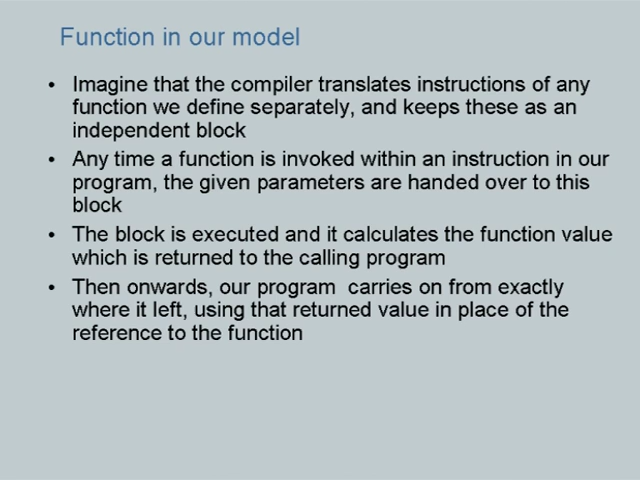 Function in our model
• Imagine that the compiler translates instructions of any
function we define separately, and keeps these as an
independent block
• Any time a function is invoked within an instruction in our
program, the given parameters are handed over to this
block
• The block is executed and it calculates the function value
which is returned to the calling program
• Then onwards, our program  carries on from exactly
where it left, using that returned value in place of the
reference to the function